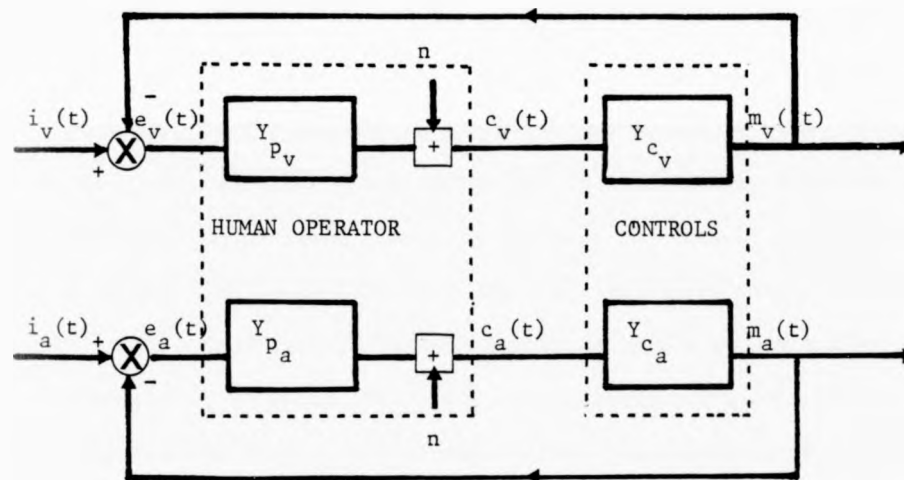 n
−
i_v(t) e_v(t) Y_p_v + c_v(t) Y_c_v m_v(t)
+
HUMAN OPERATOR CONTROLS
i_a(t) + e_a(t) Y_p_a + c_a(t) Y_c_a m_a(t)
−
n